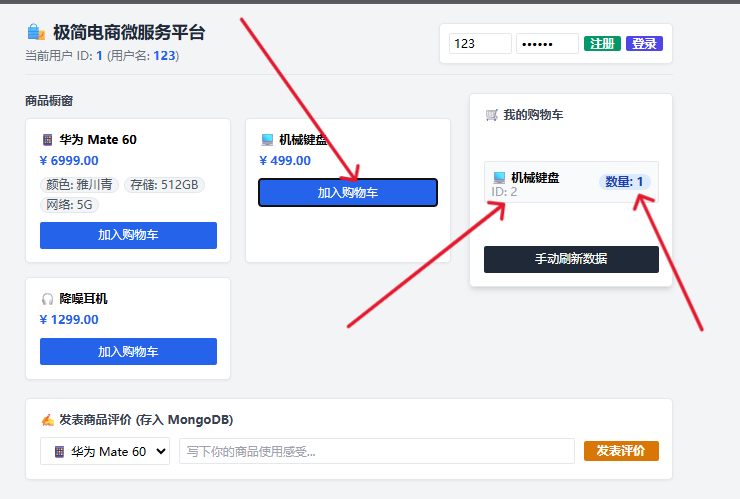 极简电商微服务平台
当前用户 ID: 1 (用户名: 123)
123
••••••
注册
登录
商品橱窗
华为 Mate 60
¥ 6999.00
颜色: 雅川青
存储: 512GB
网络: 5G
加入购物车
机械键盘
¥ 499.00
加入购物车
我的购物车
机械键盘
ID: 2
数量: 1
手动刷新数据
降噪耳机
¥ 1299.00
加入购物车
发表商品评价 (存入 MongoDB)
华为 Mate 60
写下你的商品使用感受...
发表评价